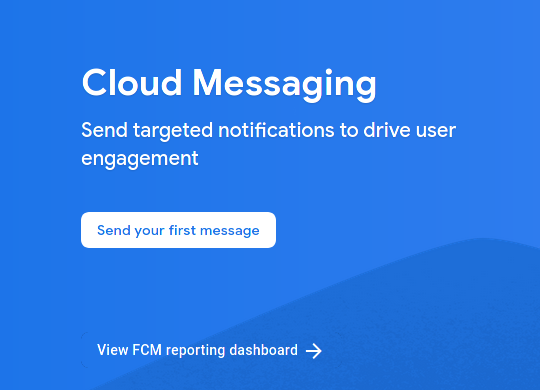 Cloud Messaging
Send targeted notifications to drive user
engagement
Send your first message
View FCM reporting dashboard